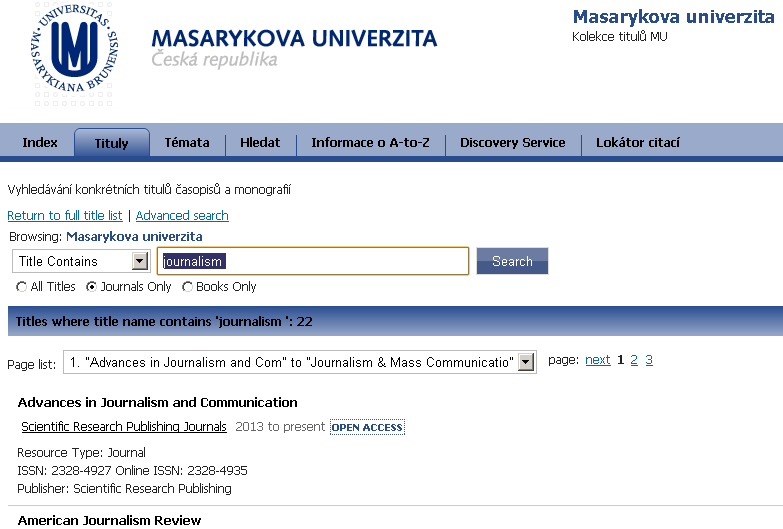 UNIVERSITAS MASARYKIANA BRUNENSIS
MU
MASARYKOVA UNIVERZITA
Česká republika
Masarykova univerzita
Kolekce titulů MU
Index Tituly Témata Hledat Informace o A-to-Z Discovery Service Lokátor citací
Vyhledávání konkrétních titulů časopisů a monografií
Return to full title list | Advanced search
Browsing: Masarykova univerzita
Title Contains journalism Search
All Titles Journals Only Books Only
Titles where title name contains 'journalism ': 22
Page list: 1. "Advances in Journalism and Com" to "Journalism & Mass Communicatio" page: next 1 2 3
Advances in Journalism and Communication
Scientific Research Publishing Journals 2013 to present OPEN ACCESS
Resource Type: Journal
ISSN: 2328-4927 Online ISSN: 2328-4935
Publisher: Scientific Research Publishing
American Journalism Review